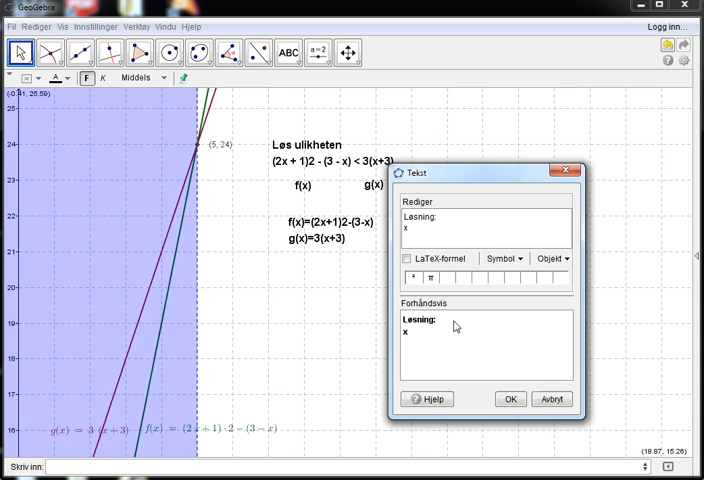 GeoGebra
Fil Rediger Vis Innstillinger Verktøy Vindu Hjelp
Logg inn...
ABC
a=2
A
F K Middels
(-0.41, 25.59)
25
24
23
22
21
20
19
18
17
16
(5, 24)
Løs ulikheten
(2x + 1)2 - (3 - x) < 3(x+3)
f(x) g(x)
f(x)=(2x+1)2-(3-x)
g(x)=3(x+3)
g(x) = 3 (x+3)
f(x) = (2x+1)·2−(3−x)
(18.87, 15.26)
Tekst
Rediger
Løsning:
x
LaTeX-formel Symbol Objekt
² π
Forhåndsvis
Løsning:
x
Hjelp OK Avbryt
Skriv inn: